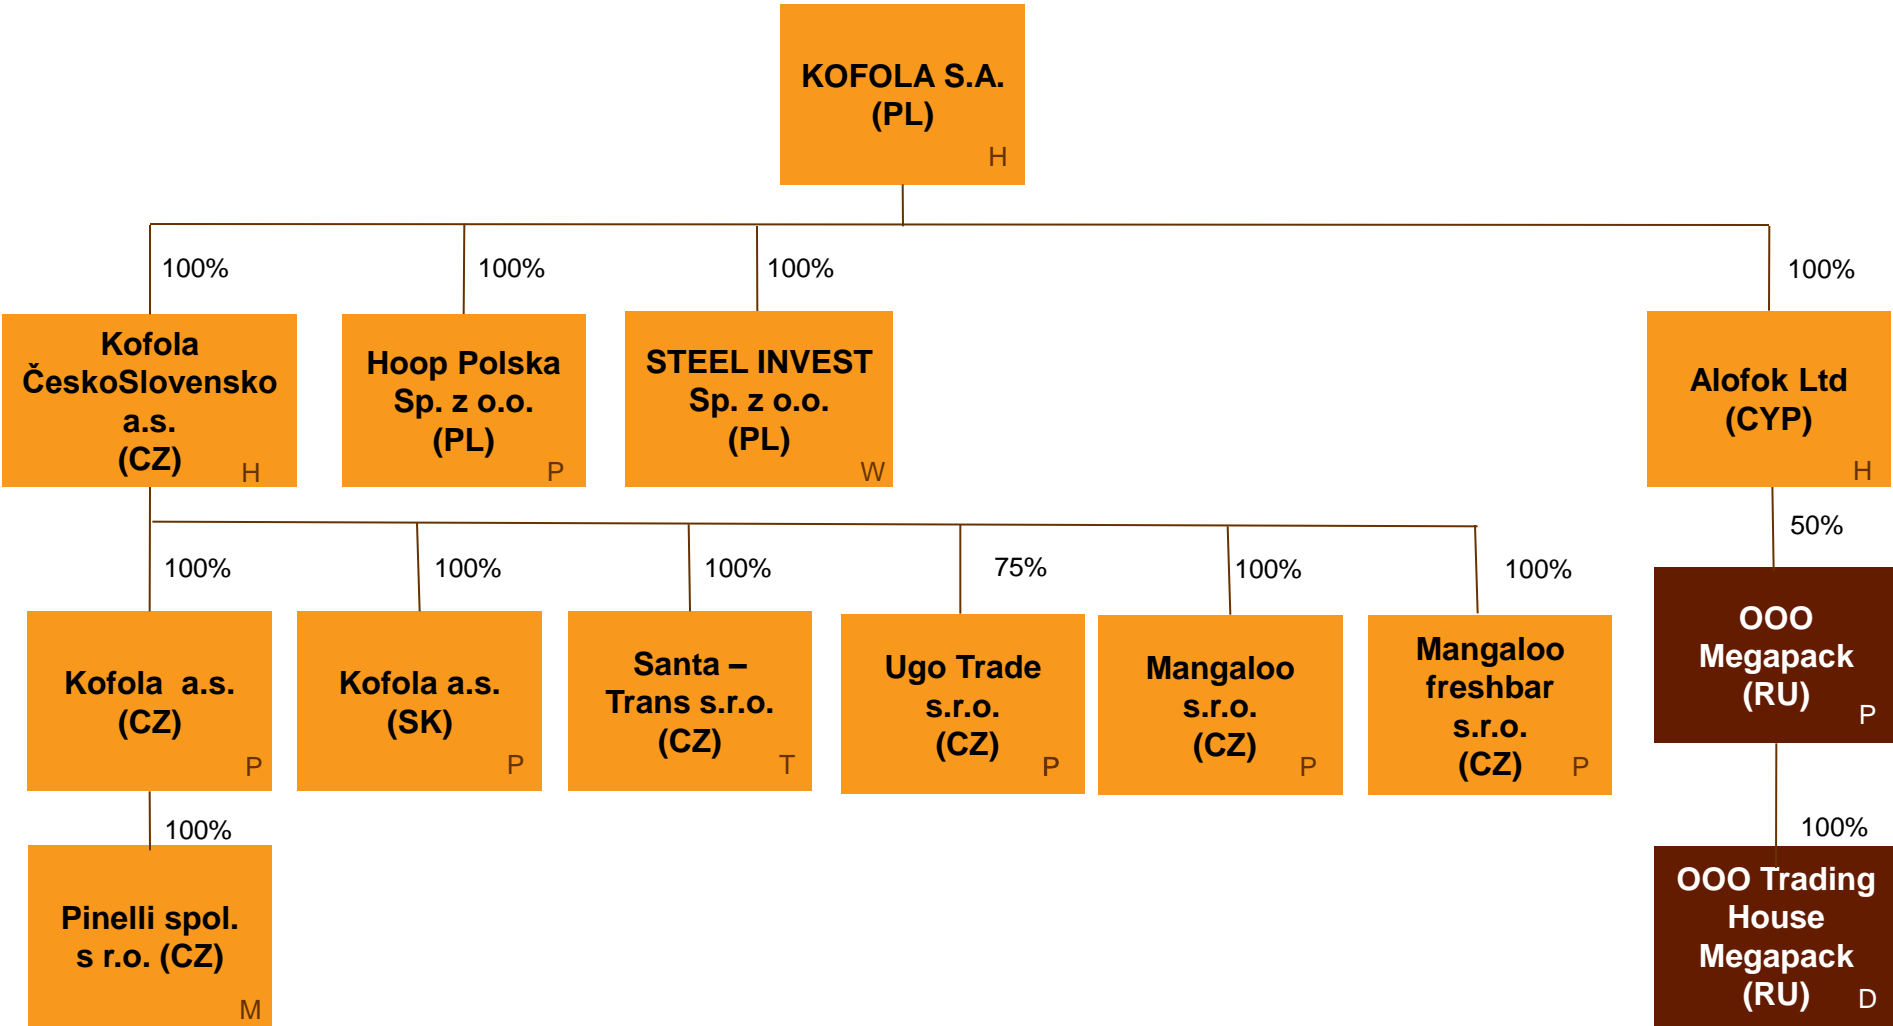 KOFOLA S.A.
(PL)
H
100%
100%
100%
100%
Kofola
ČeskoSlovensko
a.s.
(CZ)
H
Hoop Polska
Sp. z o.o.
(PL)
P
STEEL INVEST
Sp. z o.o.
(PL)
W
Alofok Ltd
(CYP)
H
50%
100%
100%
100%
75%
100%
100%
Kofola a.s.
(CZ)
P
Kofola a.s.
(SK)
P
Santa –
Trans s.r.o.
(CZ)
T
Ugo Trade
s.r.o.
(CZ)
P
Mangaloo
s.r.o.
(CZ)
P
Mangaloo
freshbar
s.r.o.
(CZ)
P
OOO
Megapack
(RU)
P
100%
100%
Pinelli spol.
s r.o. (CZ)
M
OOO Trading
House
Megapack
(RU)
D